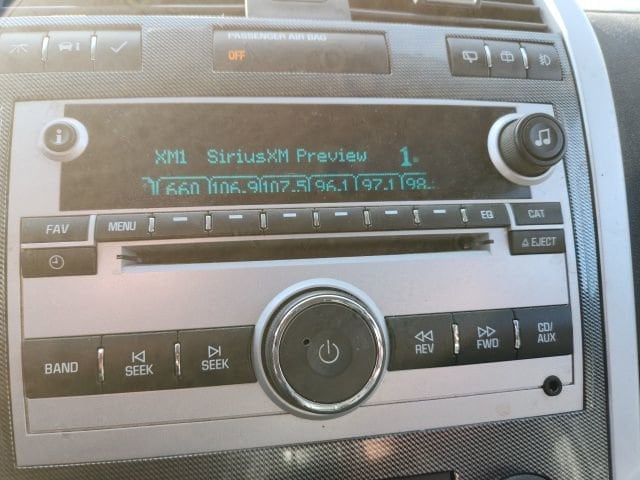 PASSENGER AIR BAG
OFF
XM1 SiriusXM Preview 1
660 106.9 107.5 96.1 97.1 98
FAV MENU EQ CAT
EJECT
BAND SEEK SEEK REV FWD CD/
AUX